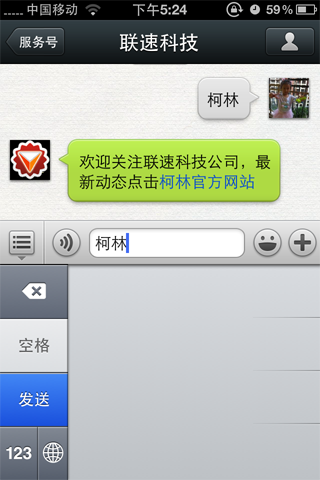 中国移动 下午5:24 59%
服务号 联速科技
柯林
欢迎关注联速科技公司，最
新动态点击柯林官方网站
柯林
空格
发送
123